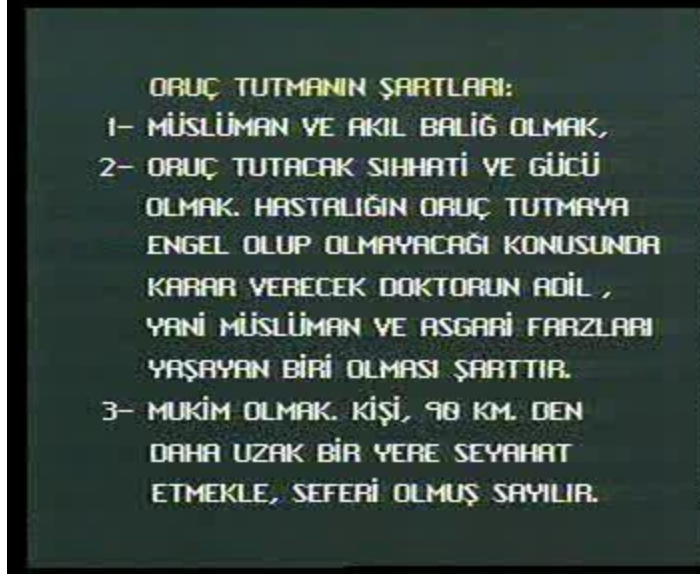 ORUÇ TUTMANIN ŞARTLARI:
1- MÜSLÜMAN VE AKIL BALİĞ OLMAK,
2- ORUÇ TUTACAK SIHHATİ VE GÜCÜ
OLMAK. HASTALIĞIN ORUÇ TUTMAYA
ENGEL OLUP OLMAYACAĞI KONUSUNDA
KARAR VERECEK DOKTORUN ADİL ,
YANİ MÜSLÜMAN VE ASGARİ FARZLARI
YAŞAYAN BİRİ OLMASI ŞARTTIR.
3- MUKİM OLMAK. KİŞİ, 90 KM. DEN
DAHA UZAK BİR YERE SEYAHAT
ETMEKLE, SEFERİ OLMUŞ SAYILIR.